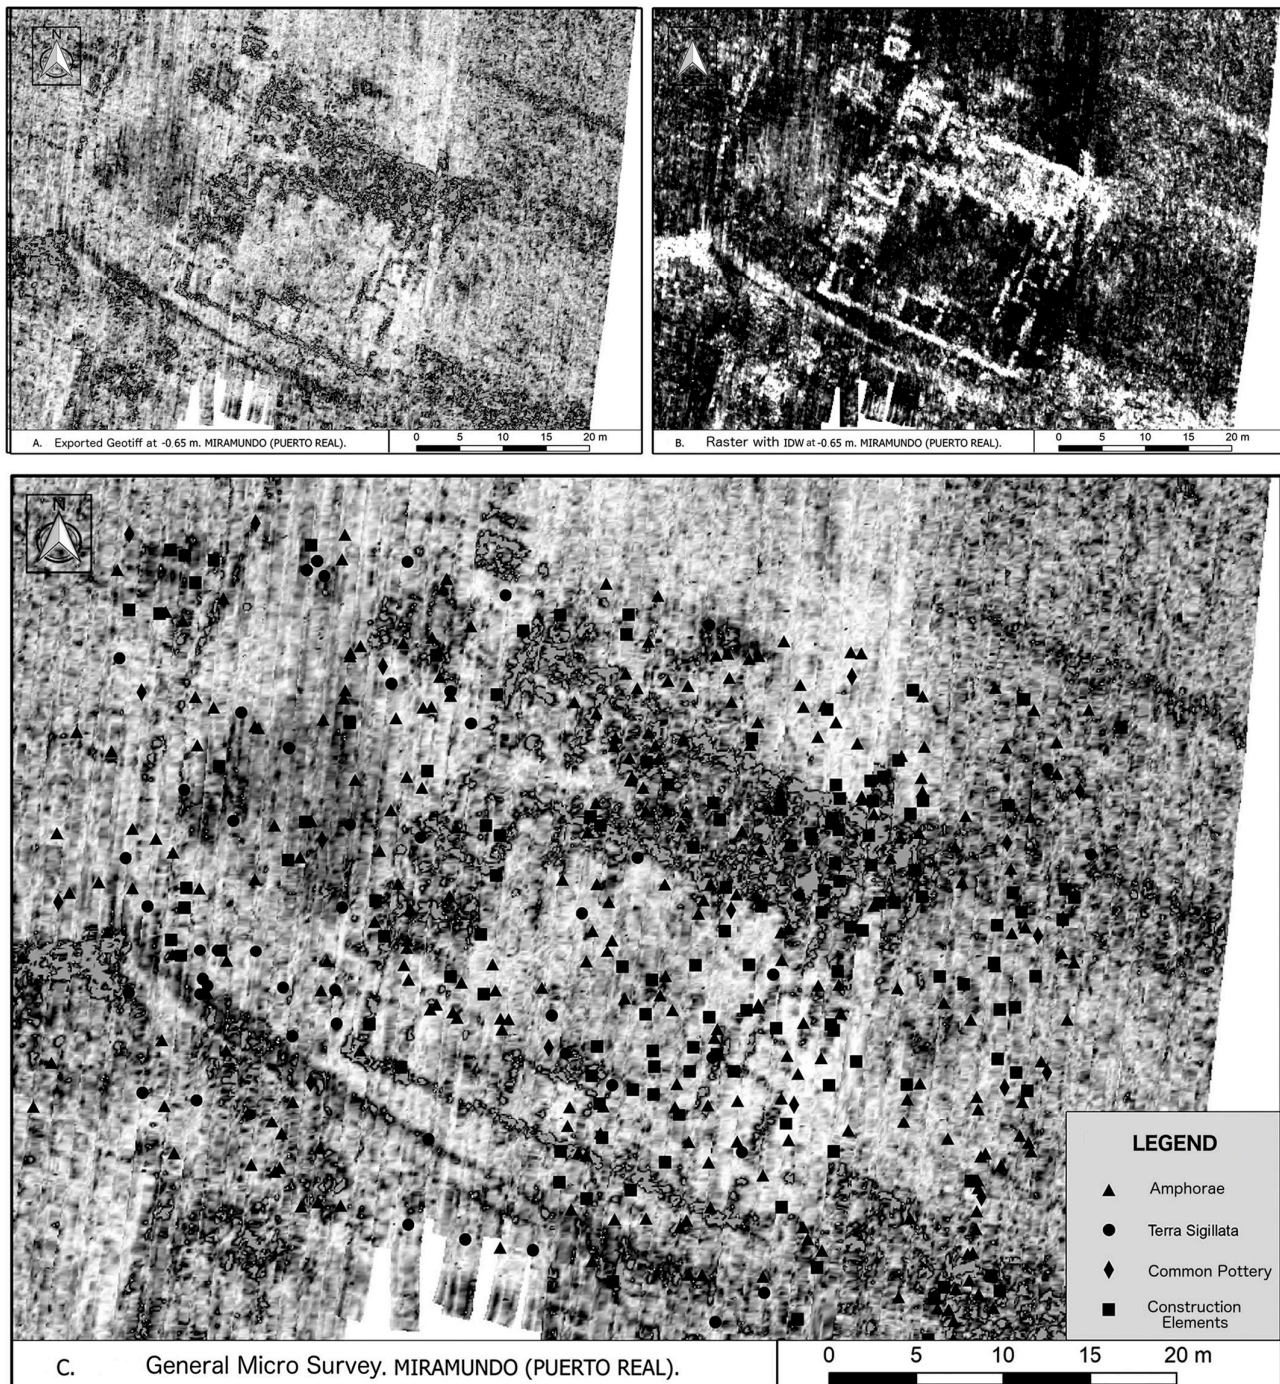 N
A. Exported Geotiff at -0.65 m. MIRAMUNDO (PUERTO REAL).
0 5 10 15 20 m
B. Raster with IDW at -0.65 m. MIRAMUNDO (PUERTO REAL).
0 5 10 15 20 m
N
LEGEND
Amphorae
Terra Sigillata
Common Pottery
Construction
Elements
C. General Micro Survey. MIRAMUNDO (PUERTO REAL).
0 5 10 15 20 m